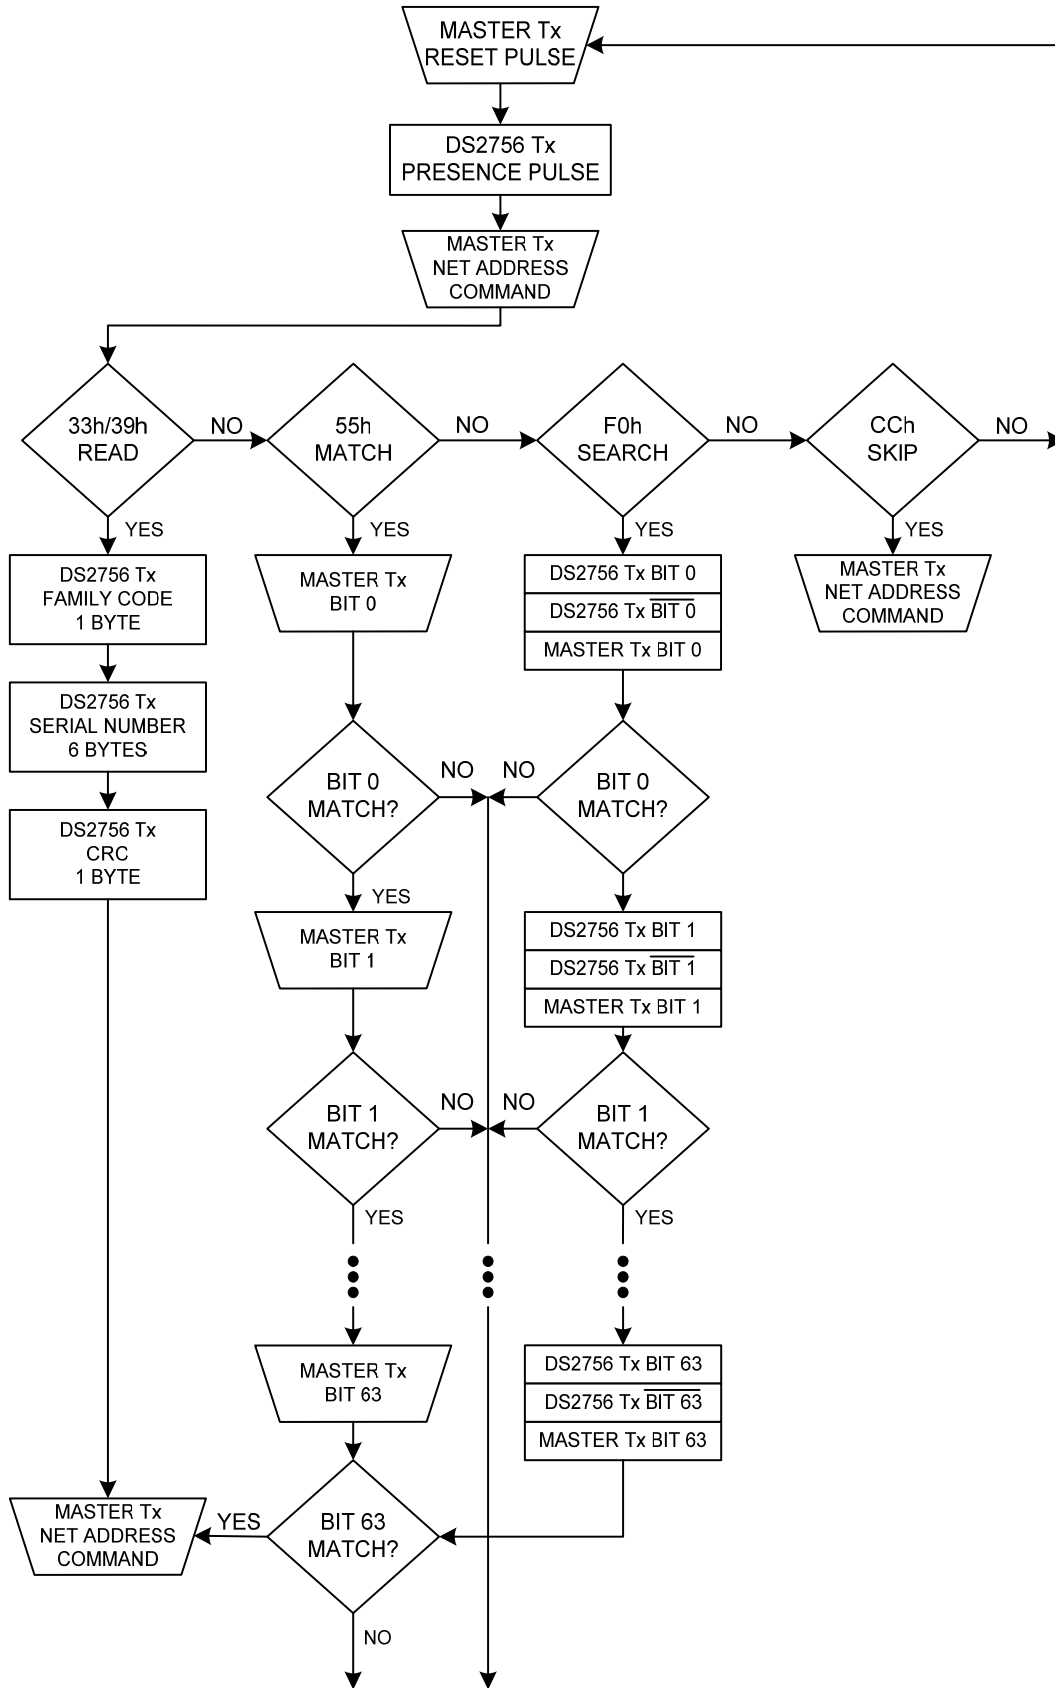 MASTER Tx
RESET PULSE
DS2756 Tx
PRESENCE PULSE
MASTER Tx
NET ADDRESS
COMMAND
33h/39h
READ
NO
55h
MATCH
NO
F0h
SEARCH
NO
CCh
SKIP
NO
YES
YES
YES
YES
DS2756 Tx
FAMILY CODE
1 BYTE
MASTER Tx
BIT 0
DS2756 Tx BIT 0
DS2756 Tx BIT 0
MASTER Tx BIT 0
MASTER Tx
NET ADDRESS
COMMAND
DS2756 Tx
SERIAL NUMBER
6 BYTES
DS2756 Tx
CRC
1 BYTE
BIT 0
MATCH?
NO
NO
BIT 0
MATCH?
YES
MASTER Tx
BIT 1
DS2756 Tx BIT 1
DS2756 Tx BIT 1
MASTER Tx BIT 1
BIT 1
MATCH?
NO
NO
BIT 1
MATCH?
YES
YES
MASTER Tx
BIT 63
DS2756 Tx BIT 63
DS2756 Tx BIT 63
MASTER Tx BIT 63
MASTER Tx
NET ADDRESS
COMMAND
YES
BIT 63
MATCH?
NO